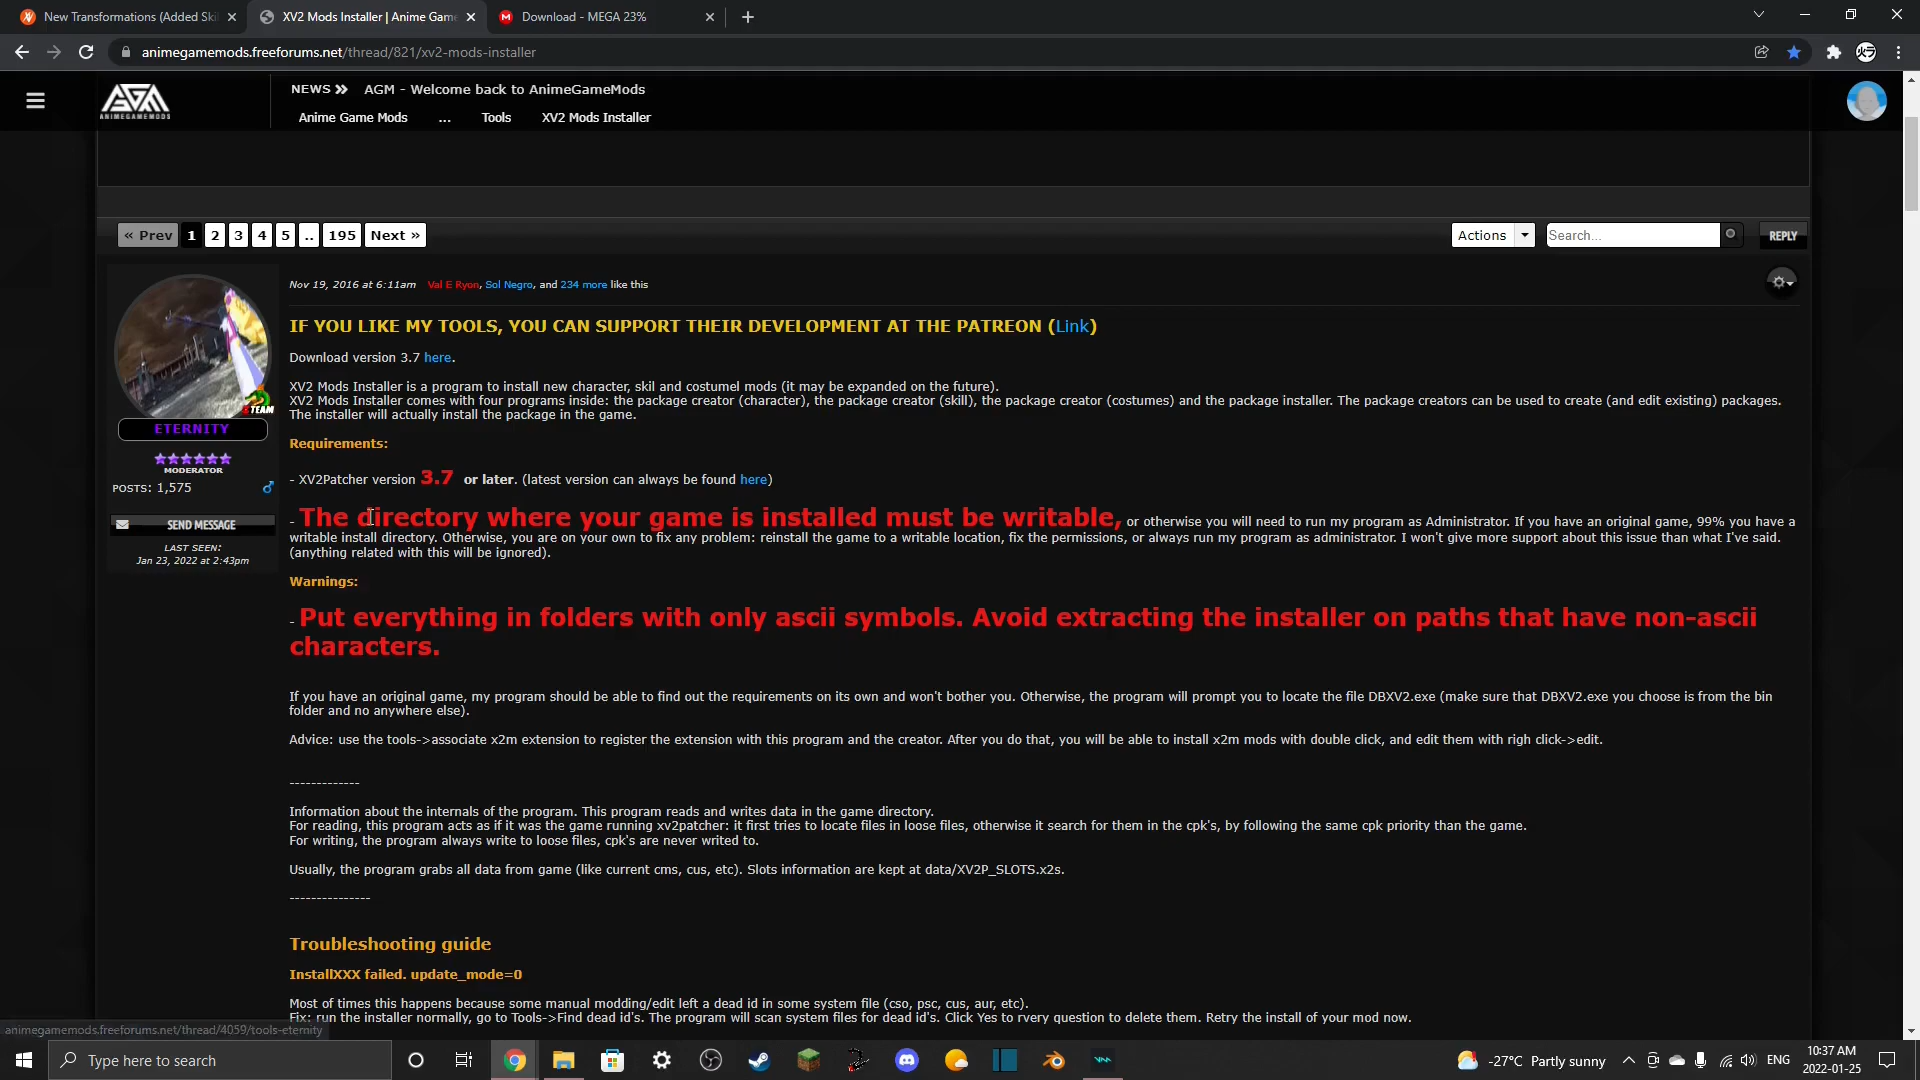 New Transformations (Added Ski
XV2 Mods Installer | Anime Game
Download - MEGA 23%
animegamemods.freeforums.net/thread/821/xv2-mods-installer
AGM
ANIMEGAMEMODS
NEWS
AGM - Welcome back to AnimeGameMods
Anime Game Mods
...
Tools
XV2 Mods Installer
« Prev
1
2
3
4
5
..
195
Next »
Actions
Search...
REPLY
Nov 19, 2016 at 6:11am Val E Ryon, Sol Negro, and 234 more like this
IF YOU LIKE MY TOOLS, YOU CAN SUPPORT THEIR DEVELOPMENT AT THE PATREON (Link)
Download version 3.7 here.
XV2 Mods Installer is a program to install new character, skil and costumel mods (it may be expanded on the future).
XV2 Mods Installer comes with four programs inside: the package creator (character), the package creator (skill), the package creator (costumes) and the package installer. The package creators can be used to create (and edit existing) packages.
The installer will actually install the package in the game.
TEAM
ETERNITY
MODERATOR
POSTS: 1,575
SEND MESSAGE
LAST SEEN:
Jan 23, 2022 at 2:43pm
Requirements:
- XV2Patcher version 3.7 or later. (latest version can always be found here)
- The directory where your game is installed must be writable, or otherwise you will need to run my program as Administrator. If you have an original game, 99% you have a
writable install directory. Otherwise, you are on your own to fix any problem: reinstall the game to a writable location, fix the permissions, or always run my program as administrator. I won't give more support about this issue than what I've said.
(anything related with this will be ignored).
Warnings:
- Put everything in folders with only ascii symbols. Avoid extracting the installer on paths that have non-ascii
characters.
If you have an original game, my program should be able to find out the requirements on its own and won't bother you. Otherwise, the program will prompt you to locate the file DBXV2.exe (make sure that DBXV2.exe you choose is from the bin
folder and no anywhere else).
Advice: use the tools->associate x2m extension to register the extension with this program and the creator. After you do that, you will be able to install x2m mods with double click, and edit them with righ click->edit.
-------------
Information about the internals of the program. This program reads and writes data in the game directory.
For reading, this program acts as if it was the game running xv2patcher: it first tries to locate files in loose files, otherwise it search for them in the cpk's, by following the same cpk priority than the game.
For writing, the program always write to loose files, cpk's are never writed to.
Usually, the program grabs all data from game (like current cms, cus, etc). Slots information are kept at data/XV2P_SLOTS.x2s.
---------------
Troubleshooting guide
InstallXXX failed. update_mode=0
Most of times this happens because some manual modding/edit left a dead id in some system file (cso, psc, cus, aur, etc).
Fix: run the installer normally, go to Tools->Find dead id's. The program will scan system files for dead id's. Click Yes to rvery question to delete them. Retry the install of your mod now.
animegamemods.freeforums.net/thread/4059/tools-eternity
Type here to search
-27°C Partly sunny
ENG
10:37 AM
2022-01-25